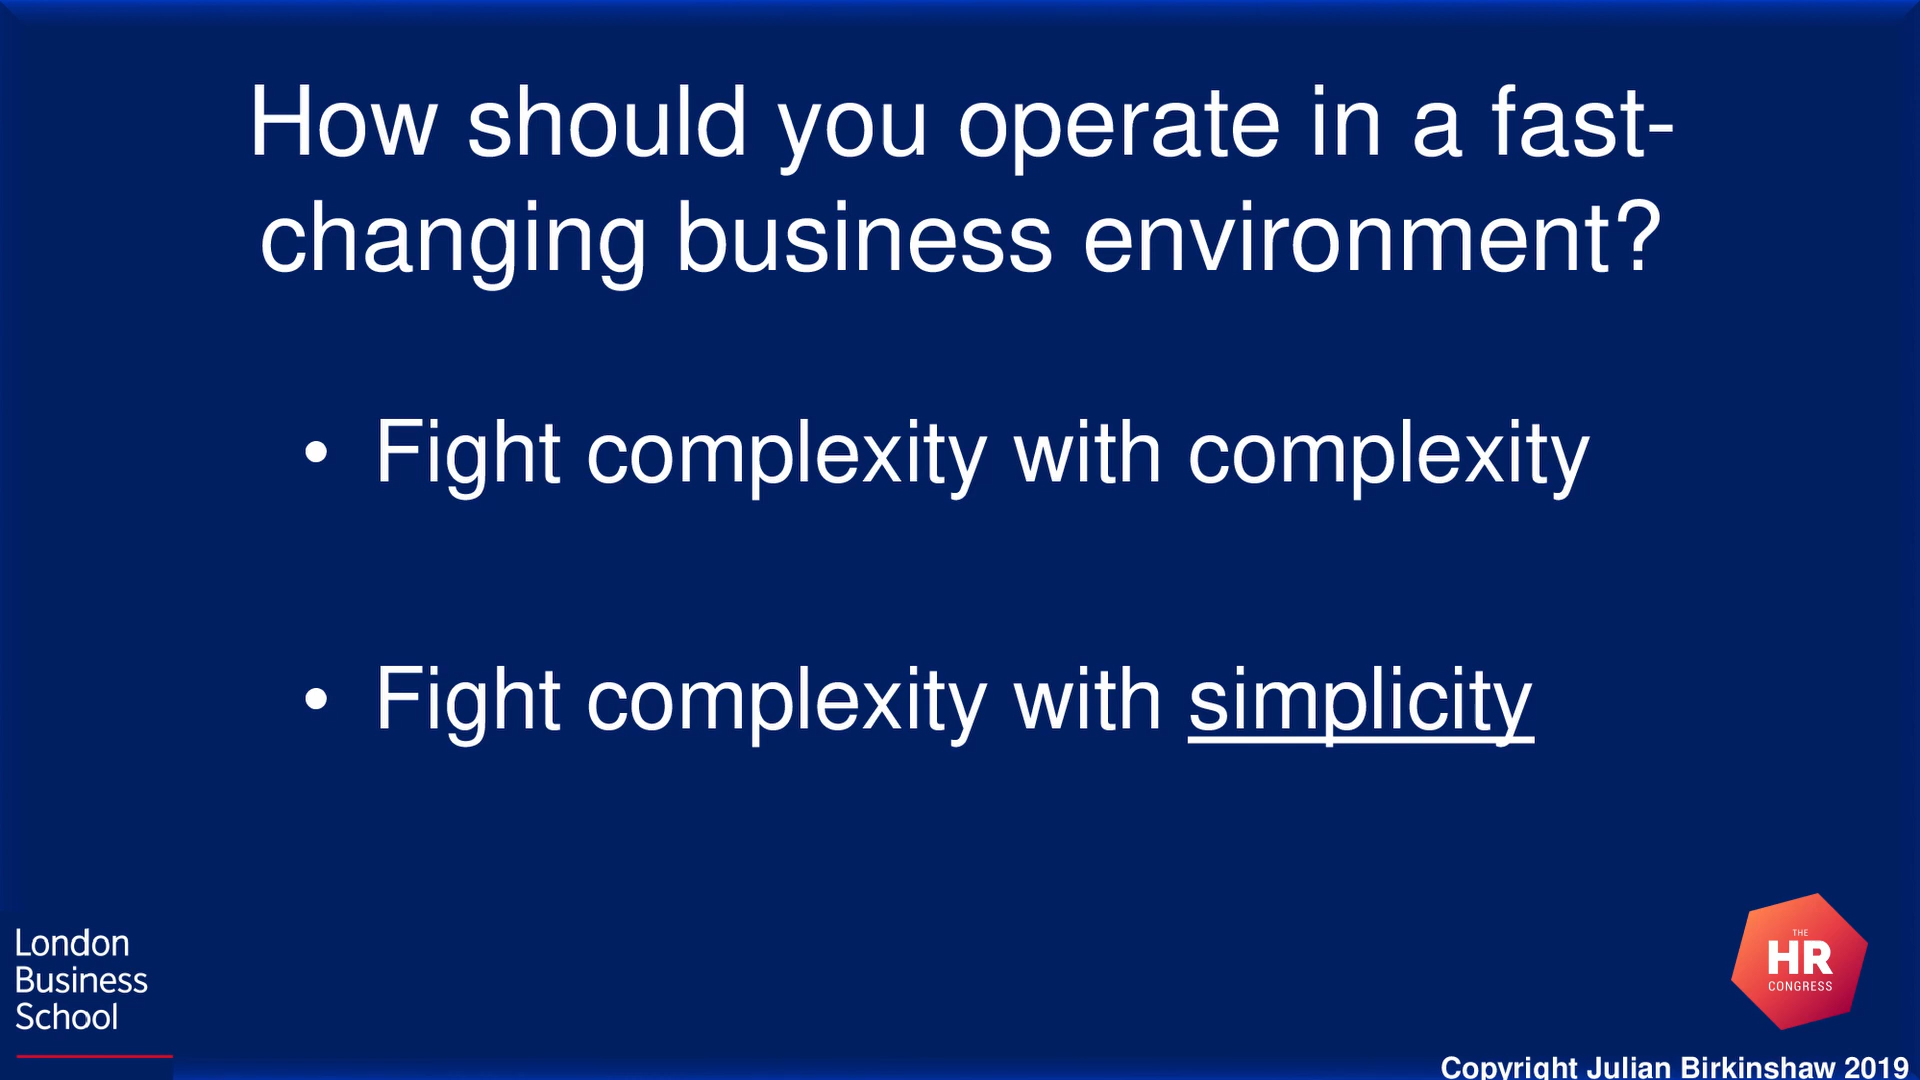 How should you operate in a fast-
changing business environment?
• Fight complexity with complexity
• Fight complexity with simplicity
London
Business
School
THE
HR
CONGRESS
Copyright Julian Birkinshaw 2019